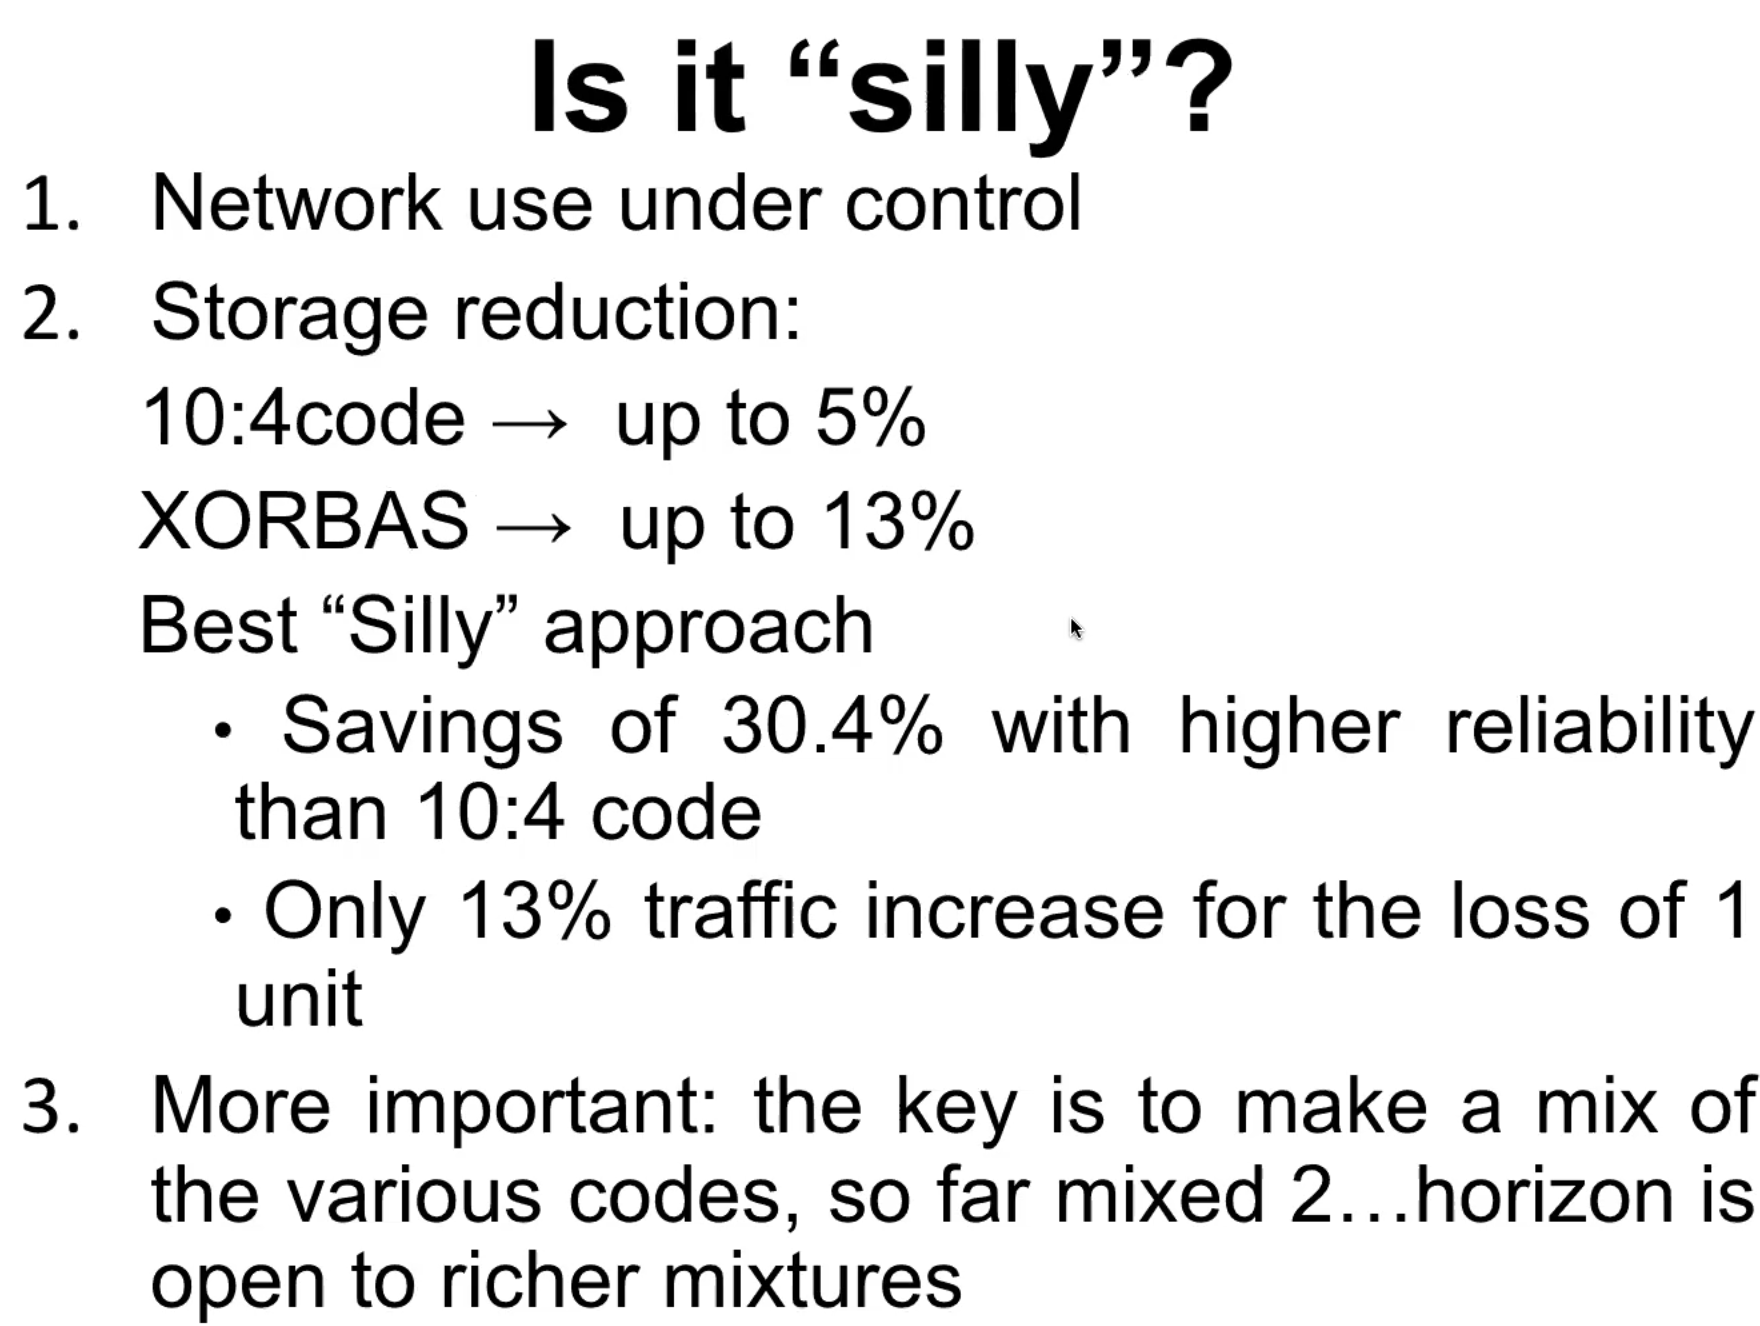 Is it “silly”?
1. Network use under control
2. Storage reduction:
10:4code → up to 5%
XORBAS → up to 13%
Best “Silly” approach
• Savings of 30.4% with higher reliability
than 10:4 code
• Only 13% traffic increase for the loss of 1
unit
3. More important: the key is to make a mix of
the various codes, so far mixed 2…horizon is
open to richer mixtures